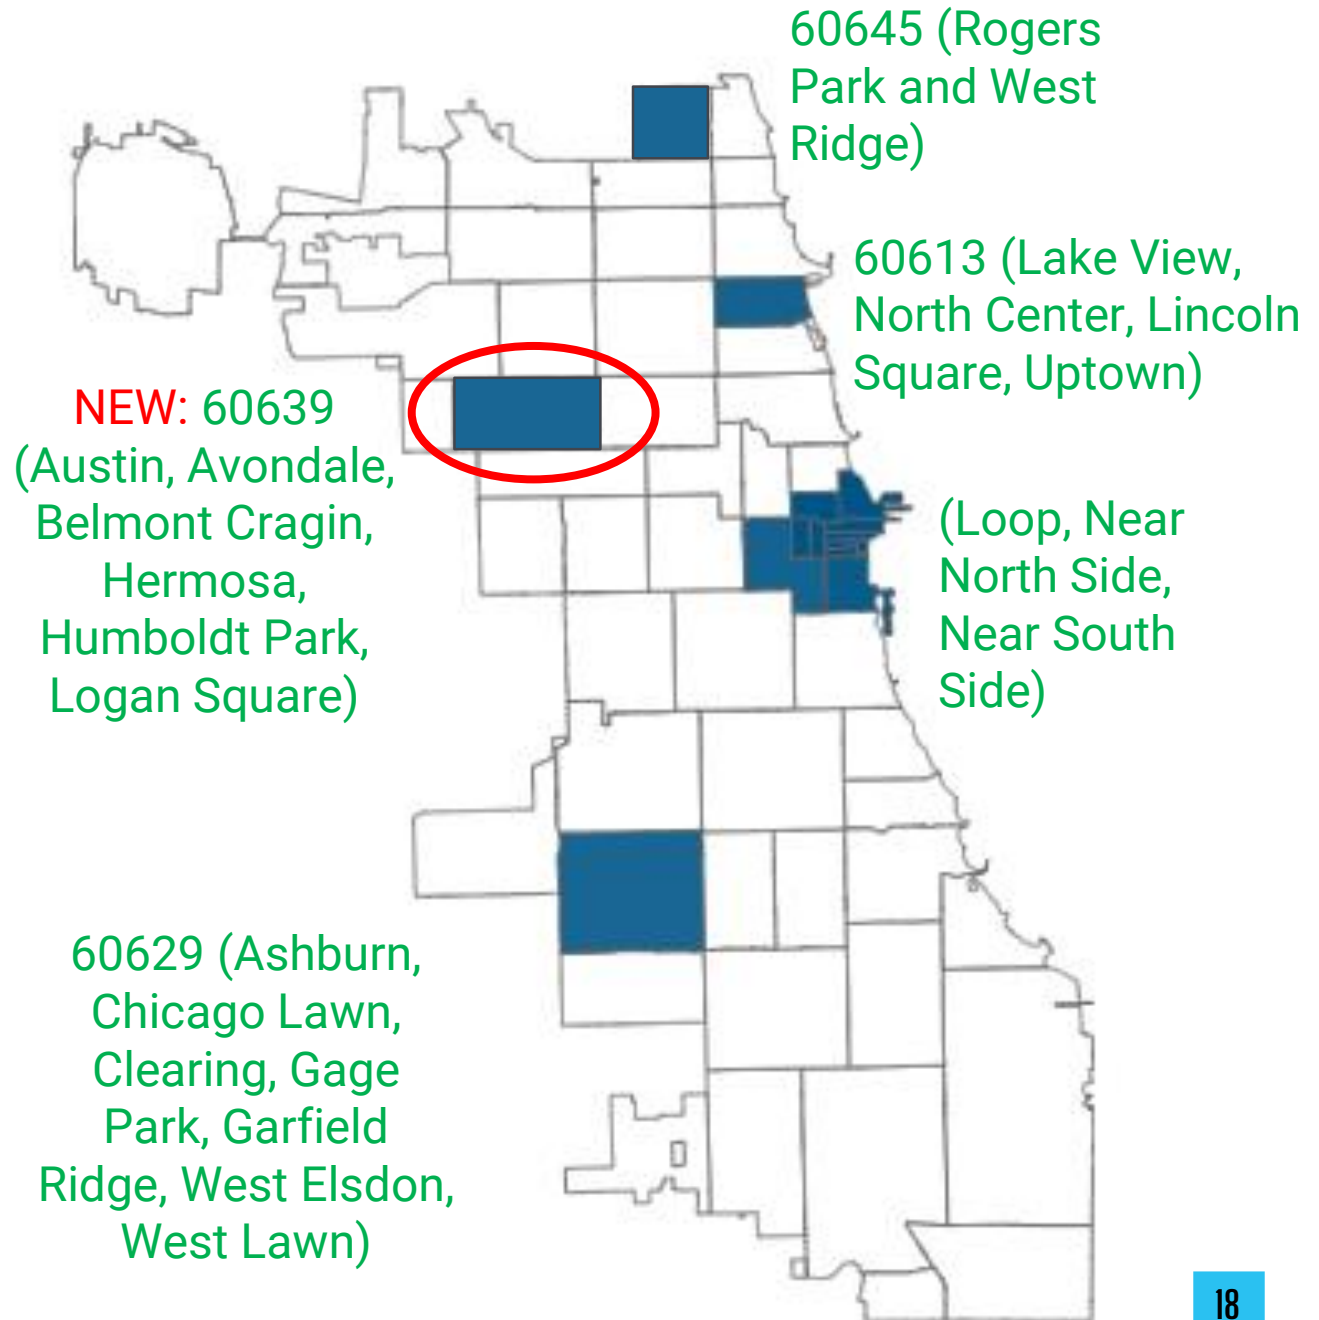 60645 (Rogers
Park and West
Ridge)
60613 (Lake View,
North Center, Lincoln
Square, Uptown)
NEW: 60639
(Austin, Avondale,
Belmont Cragin,
Hermosa,
Humboldt Park,
Logan Square)
(Loop, Near
North Side,
Near South
Side)
60629 (Ashburn,
Chicago Lawn,
Clearing, Gage
Park, Garfield
Ridge, West Elsdon,
West Lawn)
18